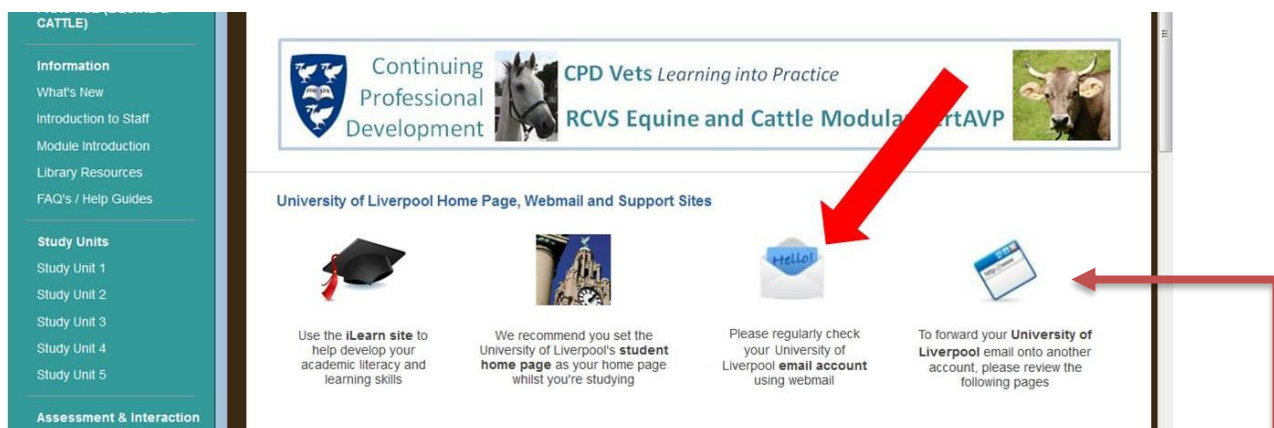 CATTLE)
Information
What's New
Introduction to Staff
Module Introduction
Library Resources
FAQ's / Help Guides
Study Units
Study Unit 1
Study Unit 2
Study Unit 3
Study Unit 4
Study Unit 5
Assessment & Interaction
Continuing
Professional
Development
CPD Vets Learning into Practice
RCVS Equine and Cattle
University of Liverpool Home Page, Webmail and Support Sites
Hello!
http://www
Use the iLearn site to
help develop your
academic literacy and
learning skills
We recommend you set the
University of Liverpool's student
home page as your home page
whilst you're studying
Please regularly check
your University of
Liverpool email account
using webmail
To forward your University of
Liverpool email onto another
account, please review the
following pages